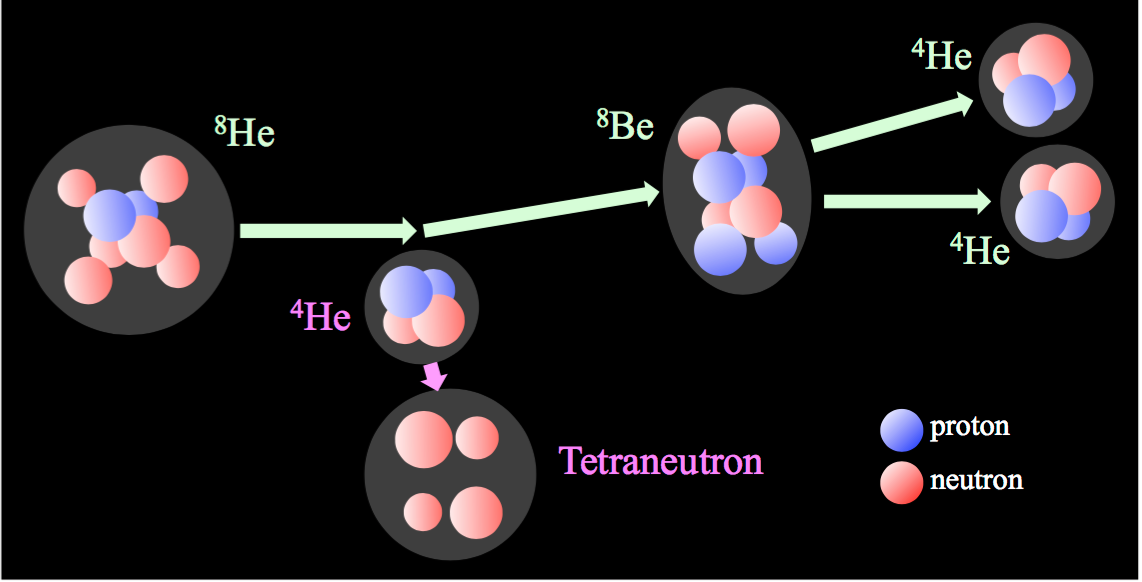 ⁸He
⁴He
Tetraneutron
⁸Be
⁴He
⁴He
proton
neutron